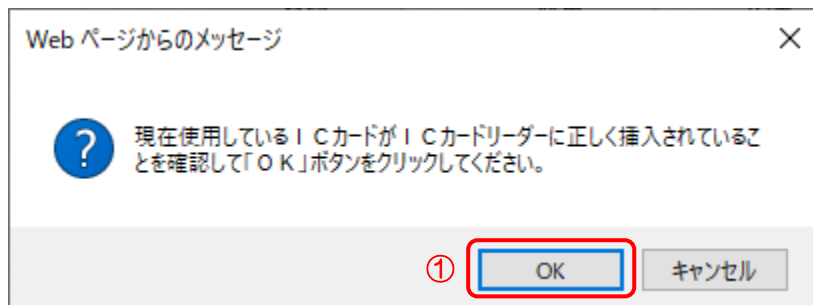 Web ページからのメッセージ
現在使用しているＩＣカードがＩＣカードリーダーに正しく挿入されているこ
とを確認して「ＯＫ」ボタンをクリックしてください。
① OK キャンセル